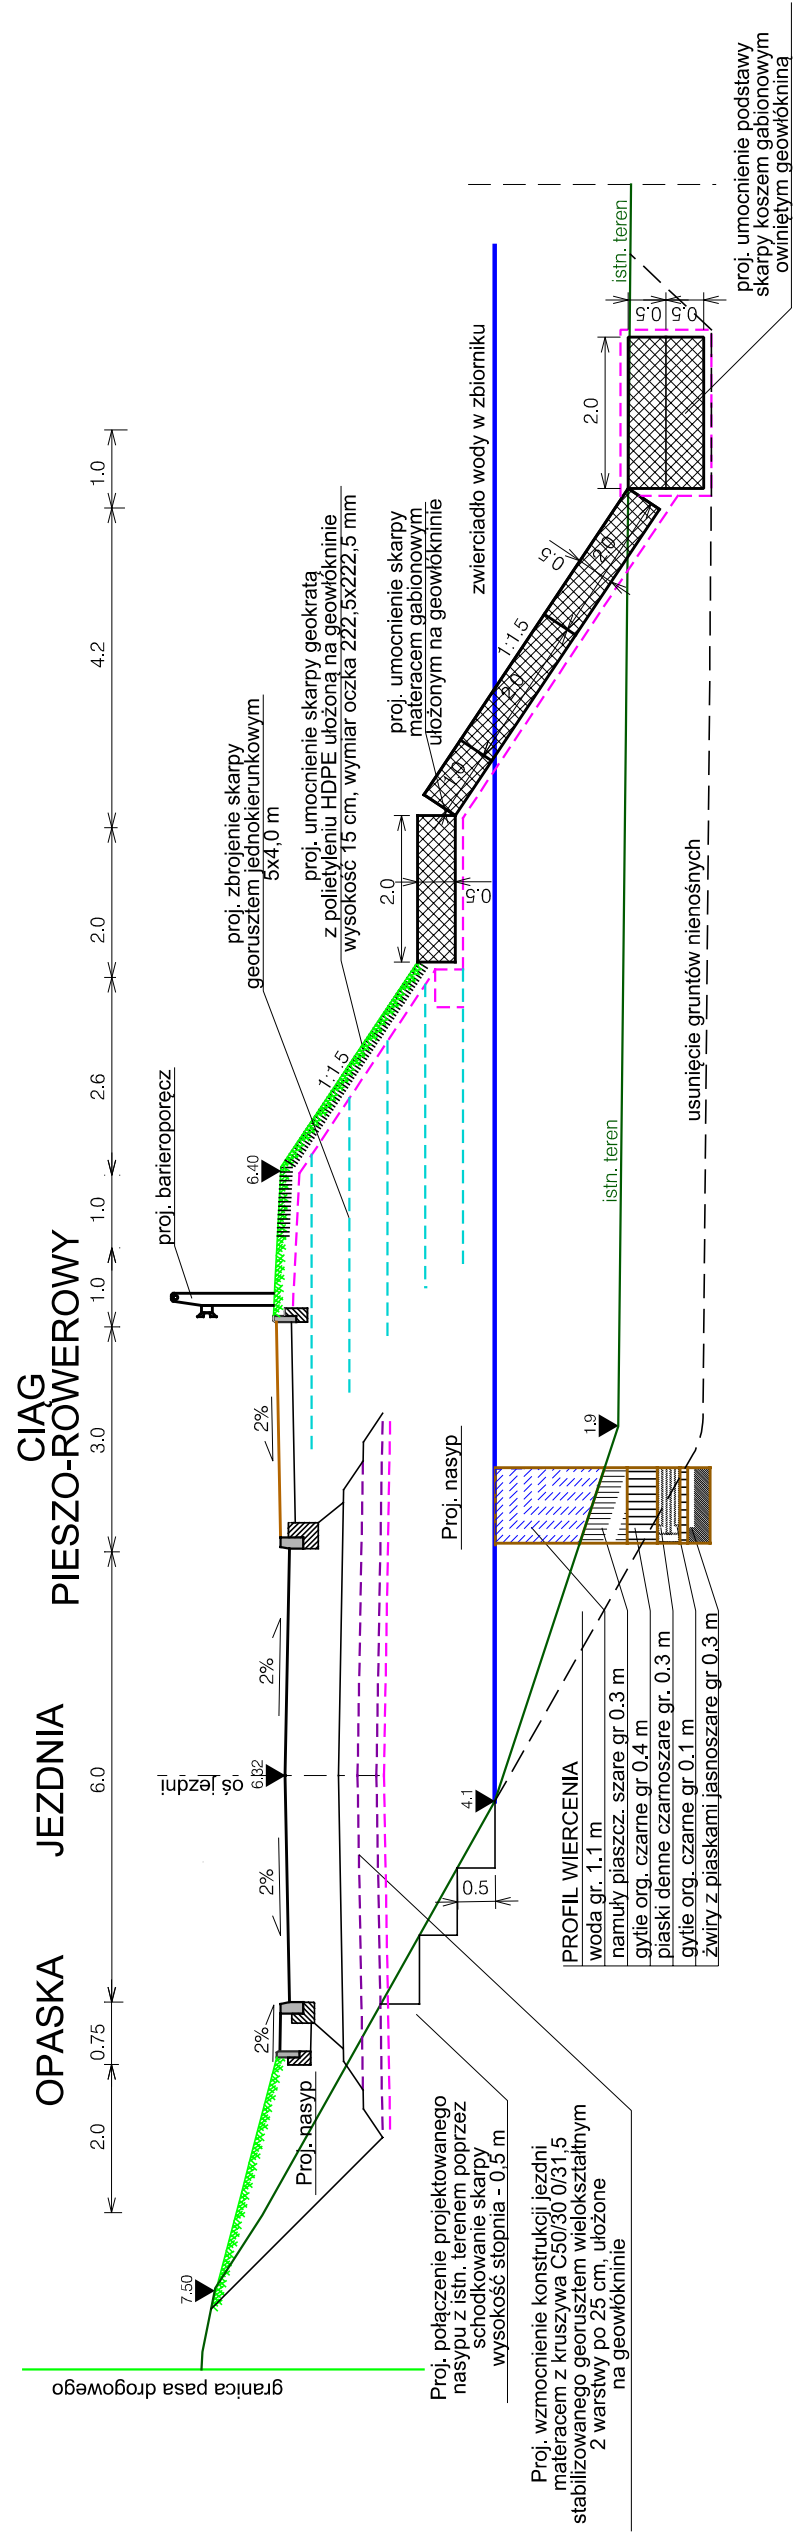 OPASKA
JEZDNIA
CIĄG
PIESZO-ROWEROWY
2.0
0.75
6.0
3.0
1.0
1.0
2.6
2.0
4.2
1.0
granica pasa drogowego
7.50
2%
2%
oś jezdni
6.32
2%
2%
proj. barieroporęcz
6.40
1:1.5
proj. zbrojenie skarpy
georusztem jednokierunkowym
5x4,0 m
proj. umocnienie skarpy geokratą
z polietylenu HDPE ułożoną na geowłókninie
wysokość 15 cm, wymiar oczka 222,5x222,5 mm
proj. umocnienie skarpy
materacem gabionowym
ułożonym na geowłókninie
2.0
0.5
1.0
2.0
2.0
0.5
1:1.5
zwierciadło wody w zbiorniku
2.0
0.5
0.5
istn. teren
proj. umocnienie podstawy
skarpy koszem gabionowym
owiniętym geowłókniną
Proj. nasyp
Proj. nasyp
4.1
0.5
1.9
istn. teren
usunięcie gruntów nienośnych
PROFIL WIERCENIA
woda gr. 1.1 m
namuły piaszcz. szare gr 0.3 m
gytie org. czarne gr 0.4 m
piaski denne czarnoszare gr. 0.3 m
gytie org. czarne gr 0.1 m
żwiry z piaskami jasnoszare gr 0.3 m
Proj. połączenie projektowanego
nasypu z istn. terenem poprzez
schodkowanie skarpy
wysokość stopnia - 0,5 m
Proj. wzmocnienie konstrukcji jezdni
materacem z kruszywa C50/30 0/31,5
stabilizowanego georusztem wielokształtnym
2 warstwy po 25 cm, ułożone
na geowłókninie